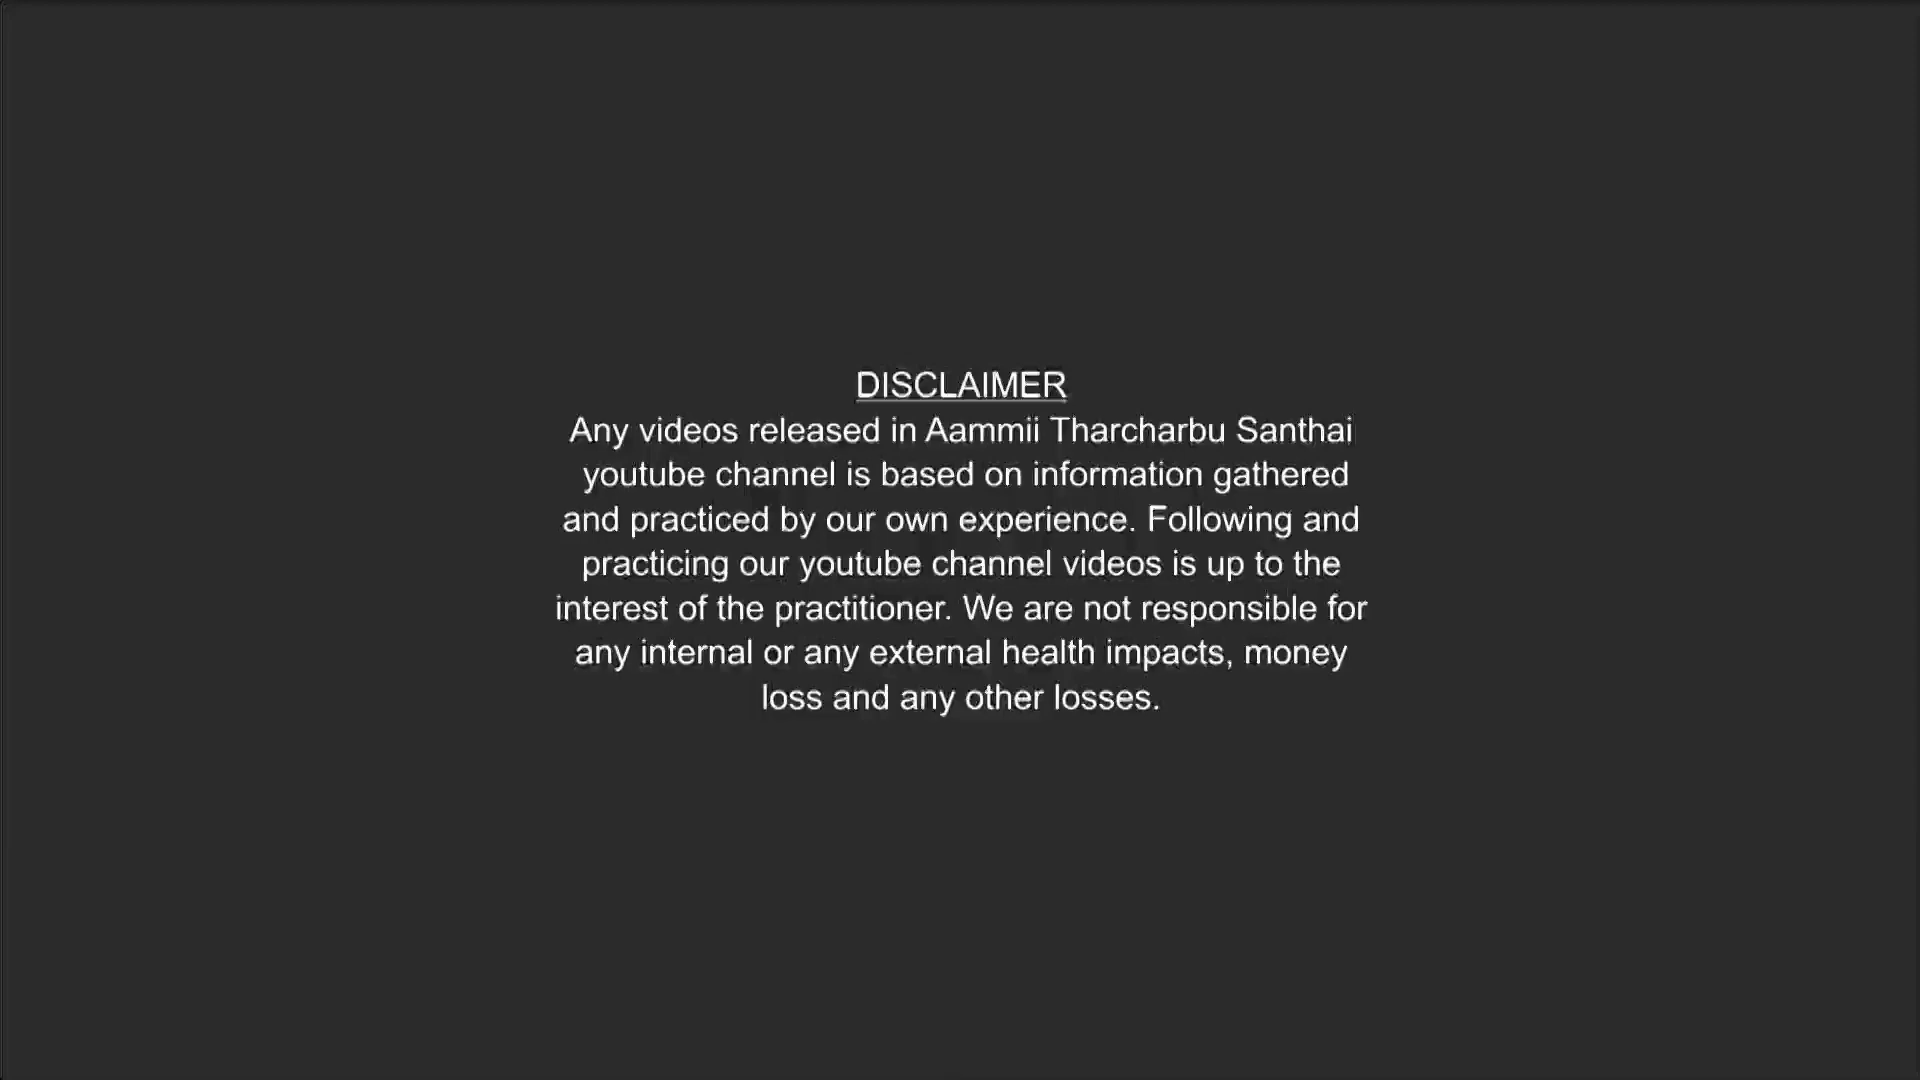 DISCLAIMER
Any videos released in Aammii Tharcharbu Santhai
youtube channel is based on information gathered
and practiced by our own experience. Following and
practicing our youtube channel videos is up to the
interest of the practitioner. We are not responsible for
any internal or any external health impacts, money
loss and any other losses.